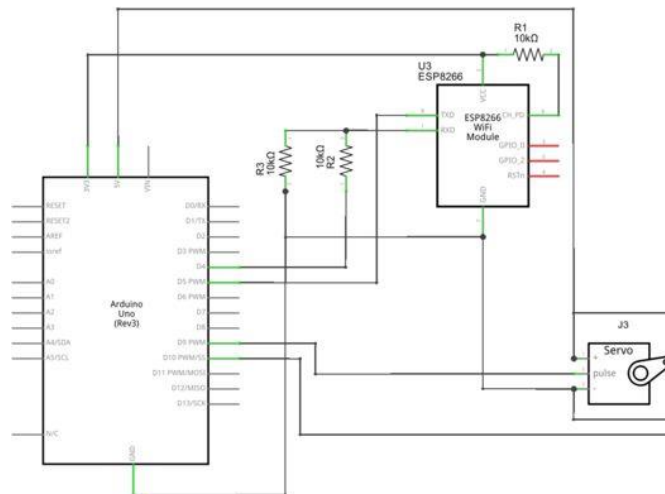 R1
10kΩ
U3
ESP8266
VCC
TXD
RXD
ESP8266
WiFi
Module
CH_PD
GPIO_0
GPIO_2
RSTn
GND
R3
10kΩ
10kΩ
R2
3V3
5V
VIN
RESET
RESET2
AREF
ioref
A0
A1
A2
A3
A4/SDA
A5/SCL
N/C
Arduino
Uno
(Rev3)
D0/RX
D1/TX
D2
D3 PWM
D4
D5 PWM
D6 PWM
D7
D8
D9 PWM
D10 PWM/SS
D11 PWM/MOSI
D12/MISO
D13/SCK
GND
J3
Servo
+
pulse
-